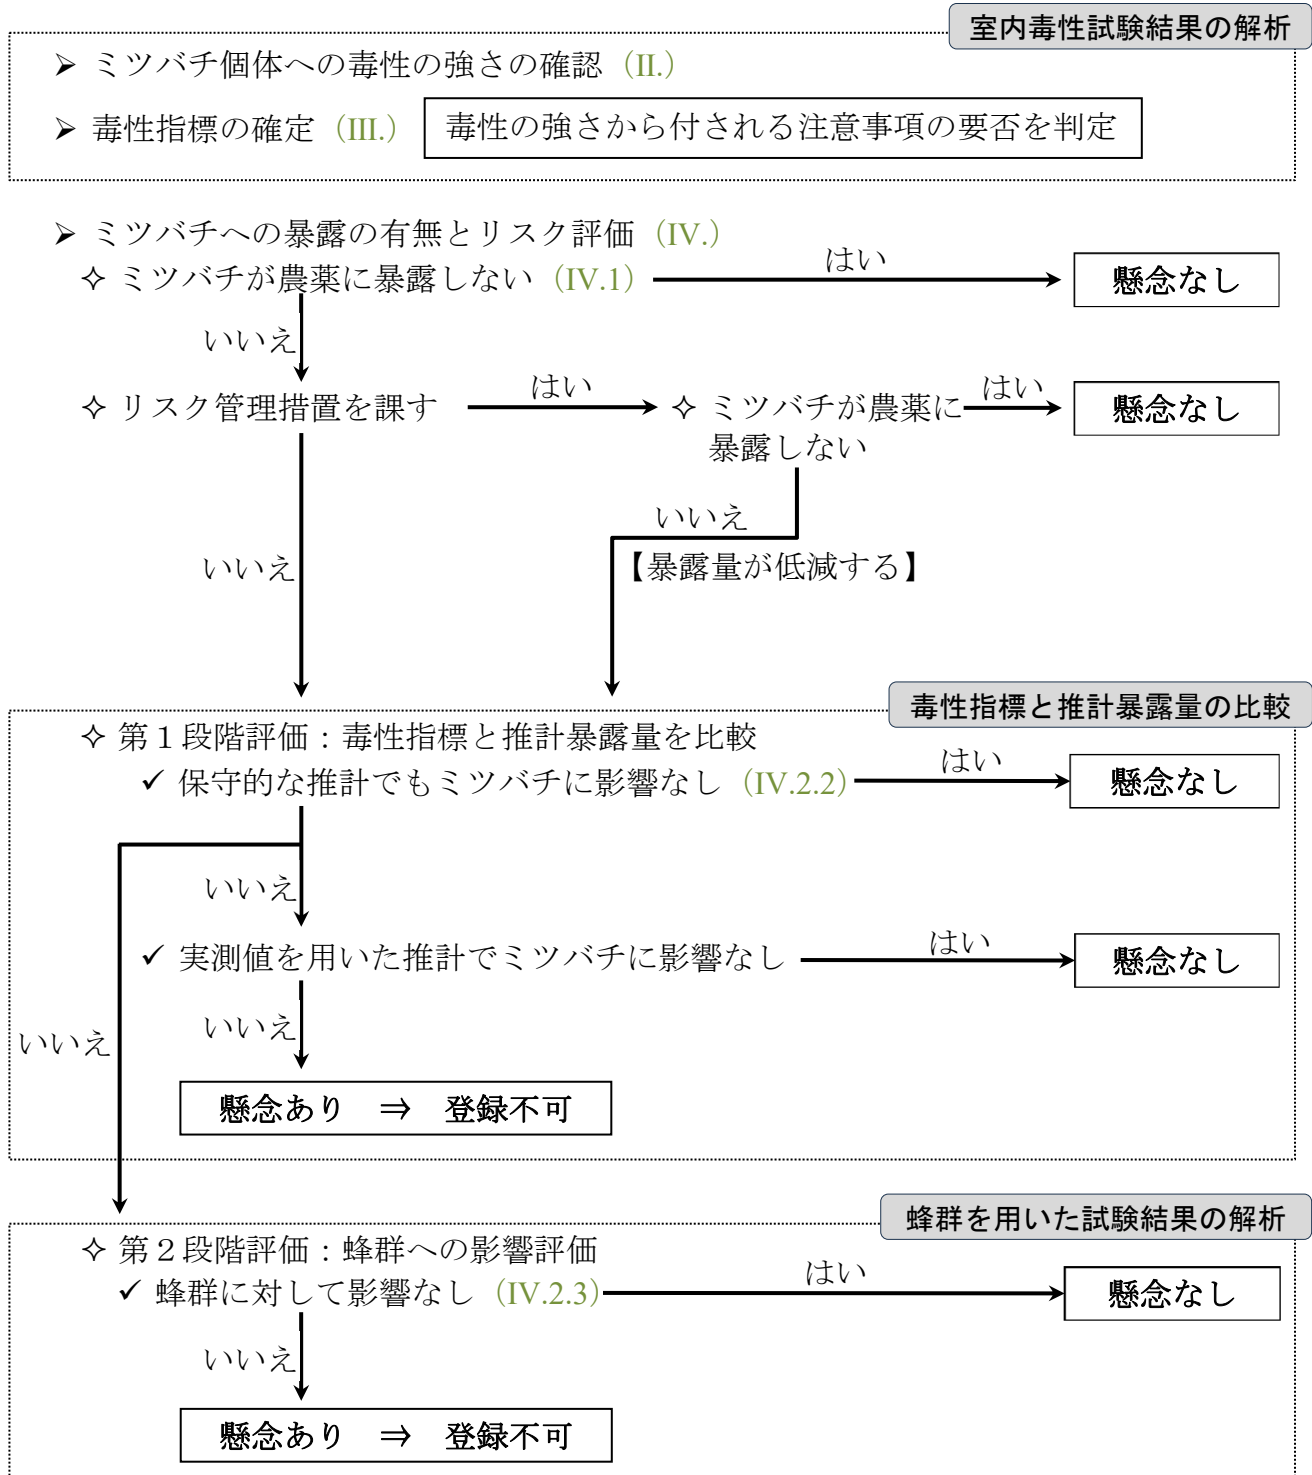 室内毒性試験結果の解析
➢ ミツバチ個体への毒性の強さの確認（II.）
➢ 毒性指標の確定（III.） 毒性の強さから付される注意事項の要否を判定
➢ ミツバチへの暴露の有無とリスク評価（IV.）
✧ ミツバチが農薬に暴露しない（IV.1） はい 懸念なし
いいえ
✧ リスク管理措置を課す はい ✧ ミツバチが農薬に はい 懸念なし
暴露しない
いいえ
いいえ 【暴露量が低減する】
毒性指標と推計暴露量の比較
✧ 第１段階評価：毒性指標と推計暴露量を比較
✓ 保守的な推計でもミツバチに影響なし（IV.2.2） はい 懸念なし
いいえ
✓ 実測値を用いた推計でミツバチに影響なし はい 懸念なし
いいえ いいえ
懸念あり ⇒ 登録不可
蜂群を用いた試験結果の解析
✧ 第２段階評価：蜂群への影響評価
✓ 蜂群に対して影響なし（IV.2.3） はい 懸念なし
いいえ
懸念あり ⇒ 登録不可